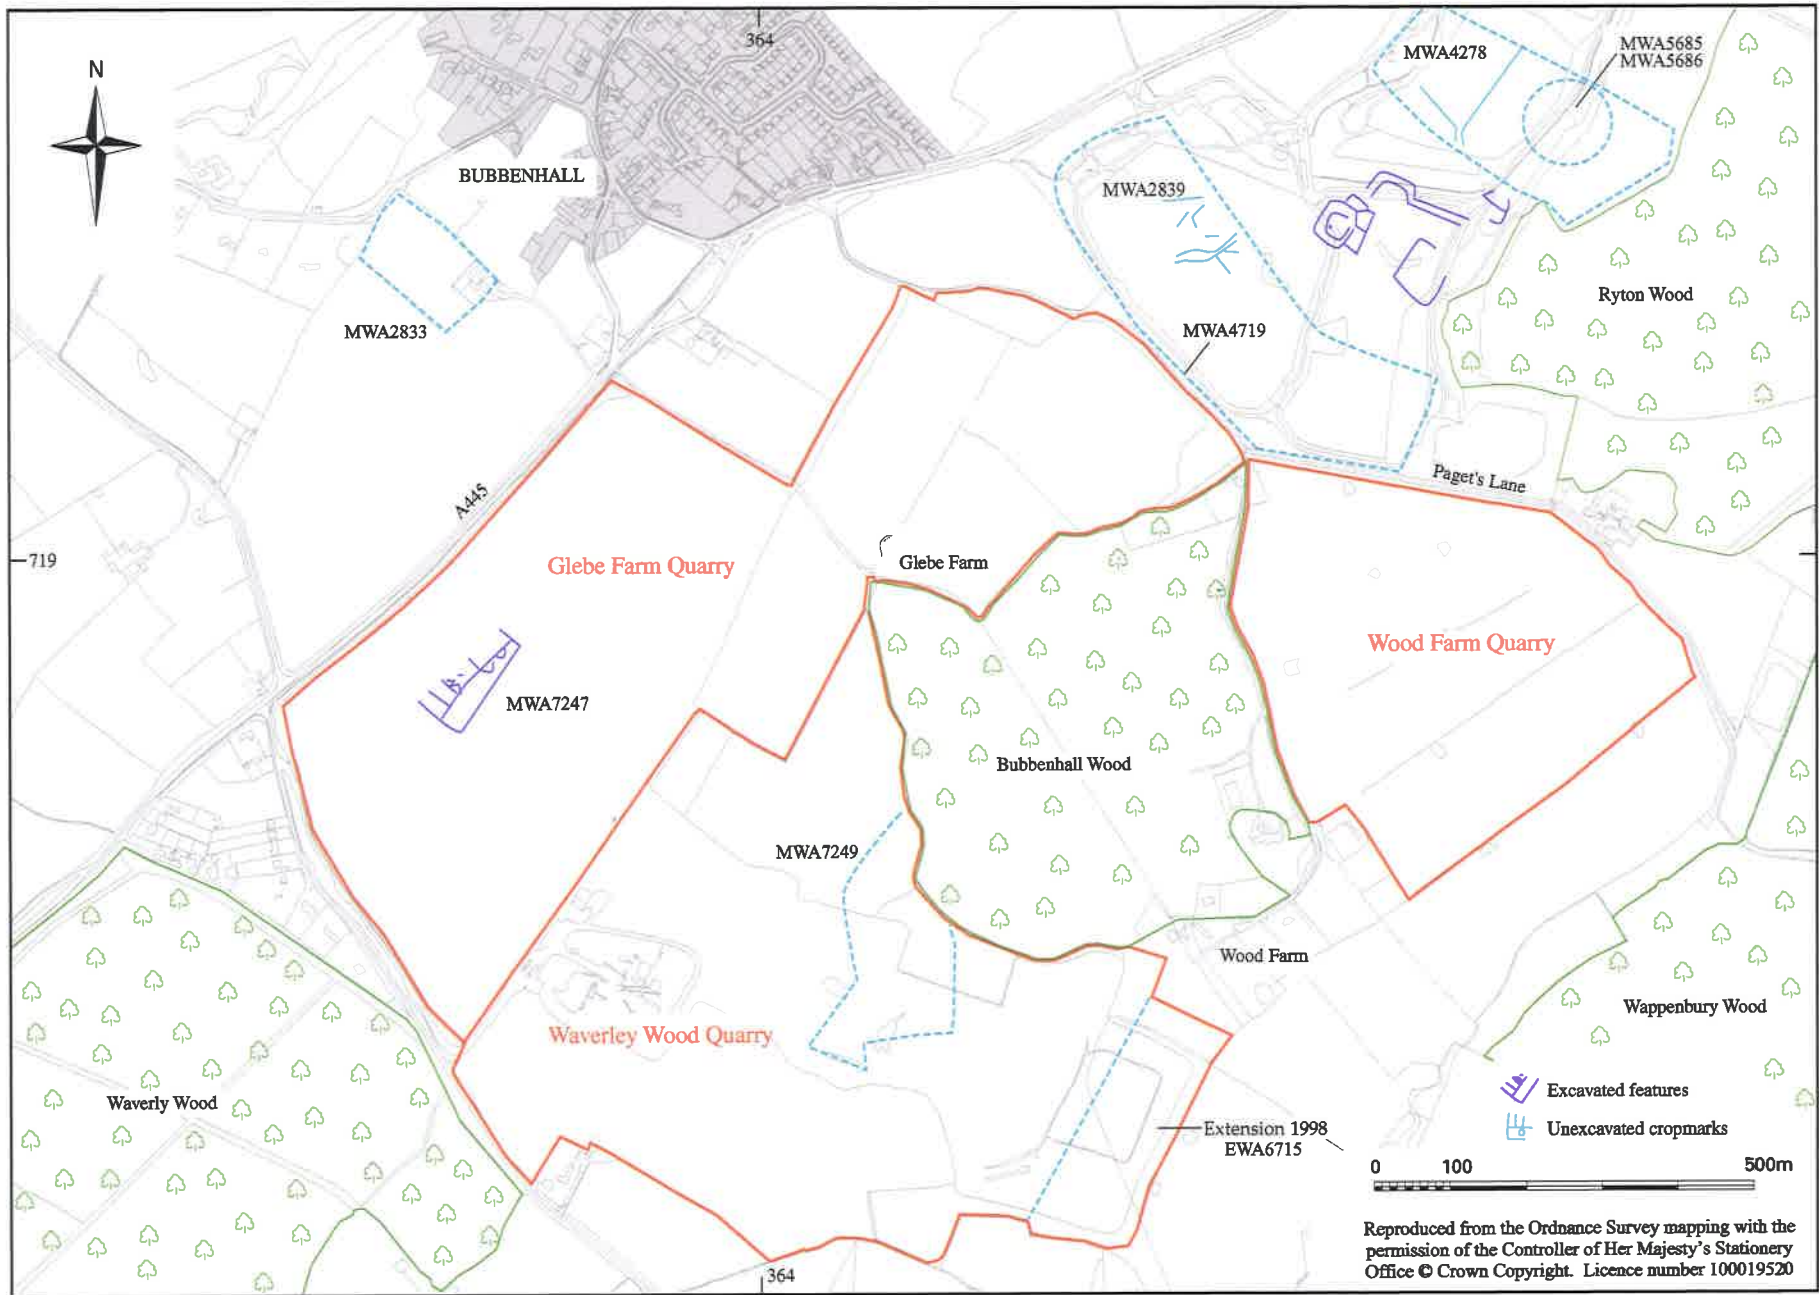 364
N
MWA4278
MWA5685
MWA5686
BUBBENHALL
MWA2839
MWA2833
MWA4719
Ryton Wood
A445
Paget's Lane
719
Glebe Farm Quarry
Glebe Farm
Wood Farm Quarry
MWA7247
Bubbenhall Wood
MWA7249
Wood Farm
Wappenbury Wood
Waverley Wood Quarry
Waverly Wood
Excavated features
Extension 1998
EWA6715
Unexcavated cropmarks
0 100 500m
Reproduced from the Ordnance Survey mapping with the
permission of the Controller of Her Majesty's Stationery
Office © Crown Copyright. Licence number 100019520
364